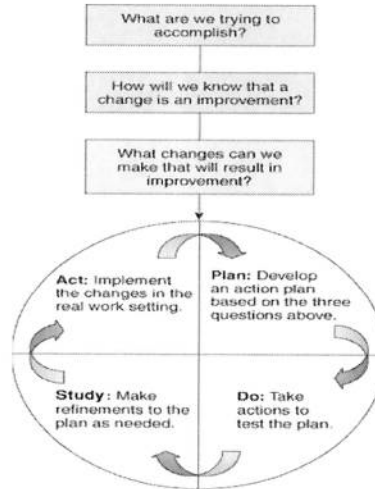 What are we trying to
accomplish?
How will we know that a
change is an improvement?
What changes can we
make that will result in
improvement?
Act: Implement
the changes in the
real work setting.
Plan: Develop
an action plan
based on the three
questions above.
Study: Make
refinements to the
plan as needed.
Do: Take
actions to
test the plan.